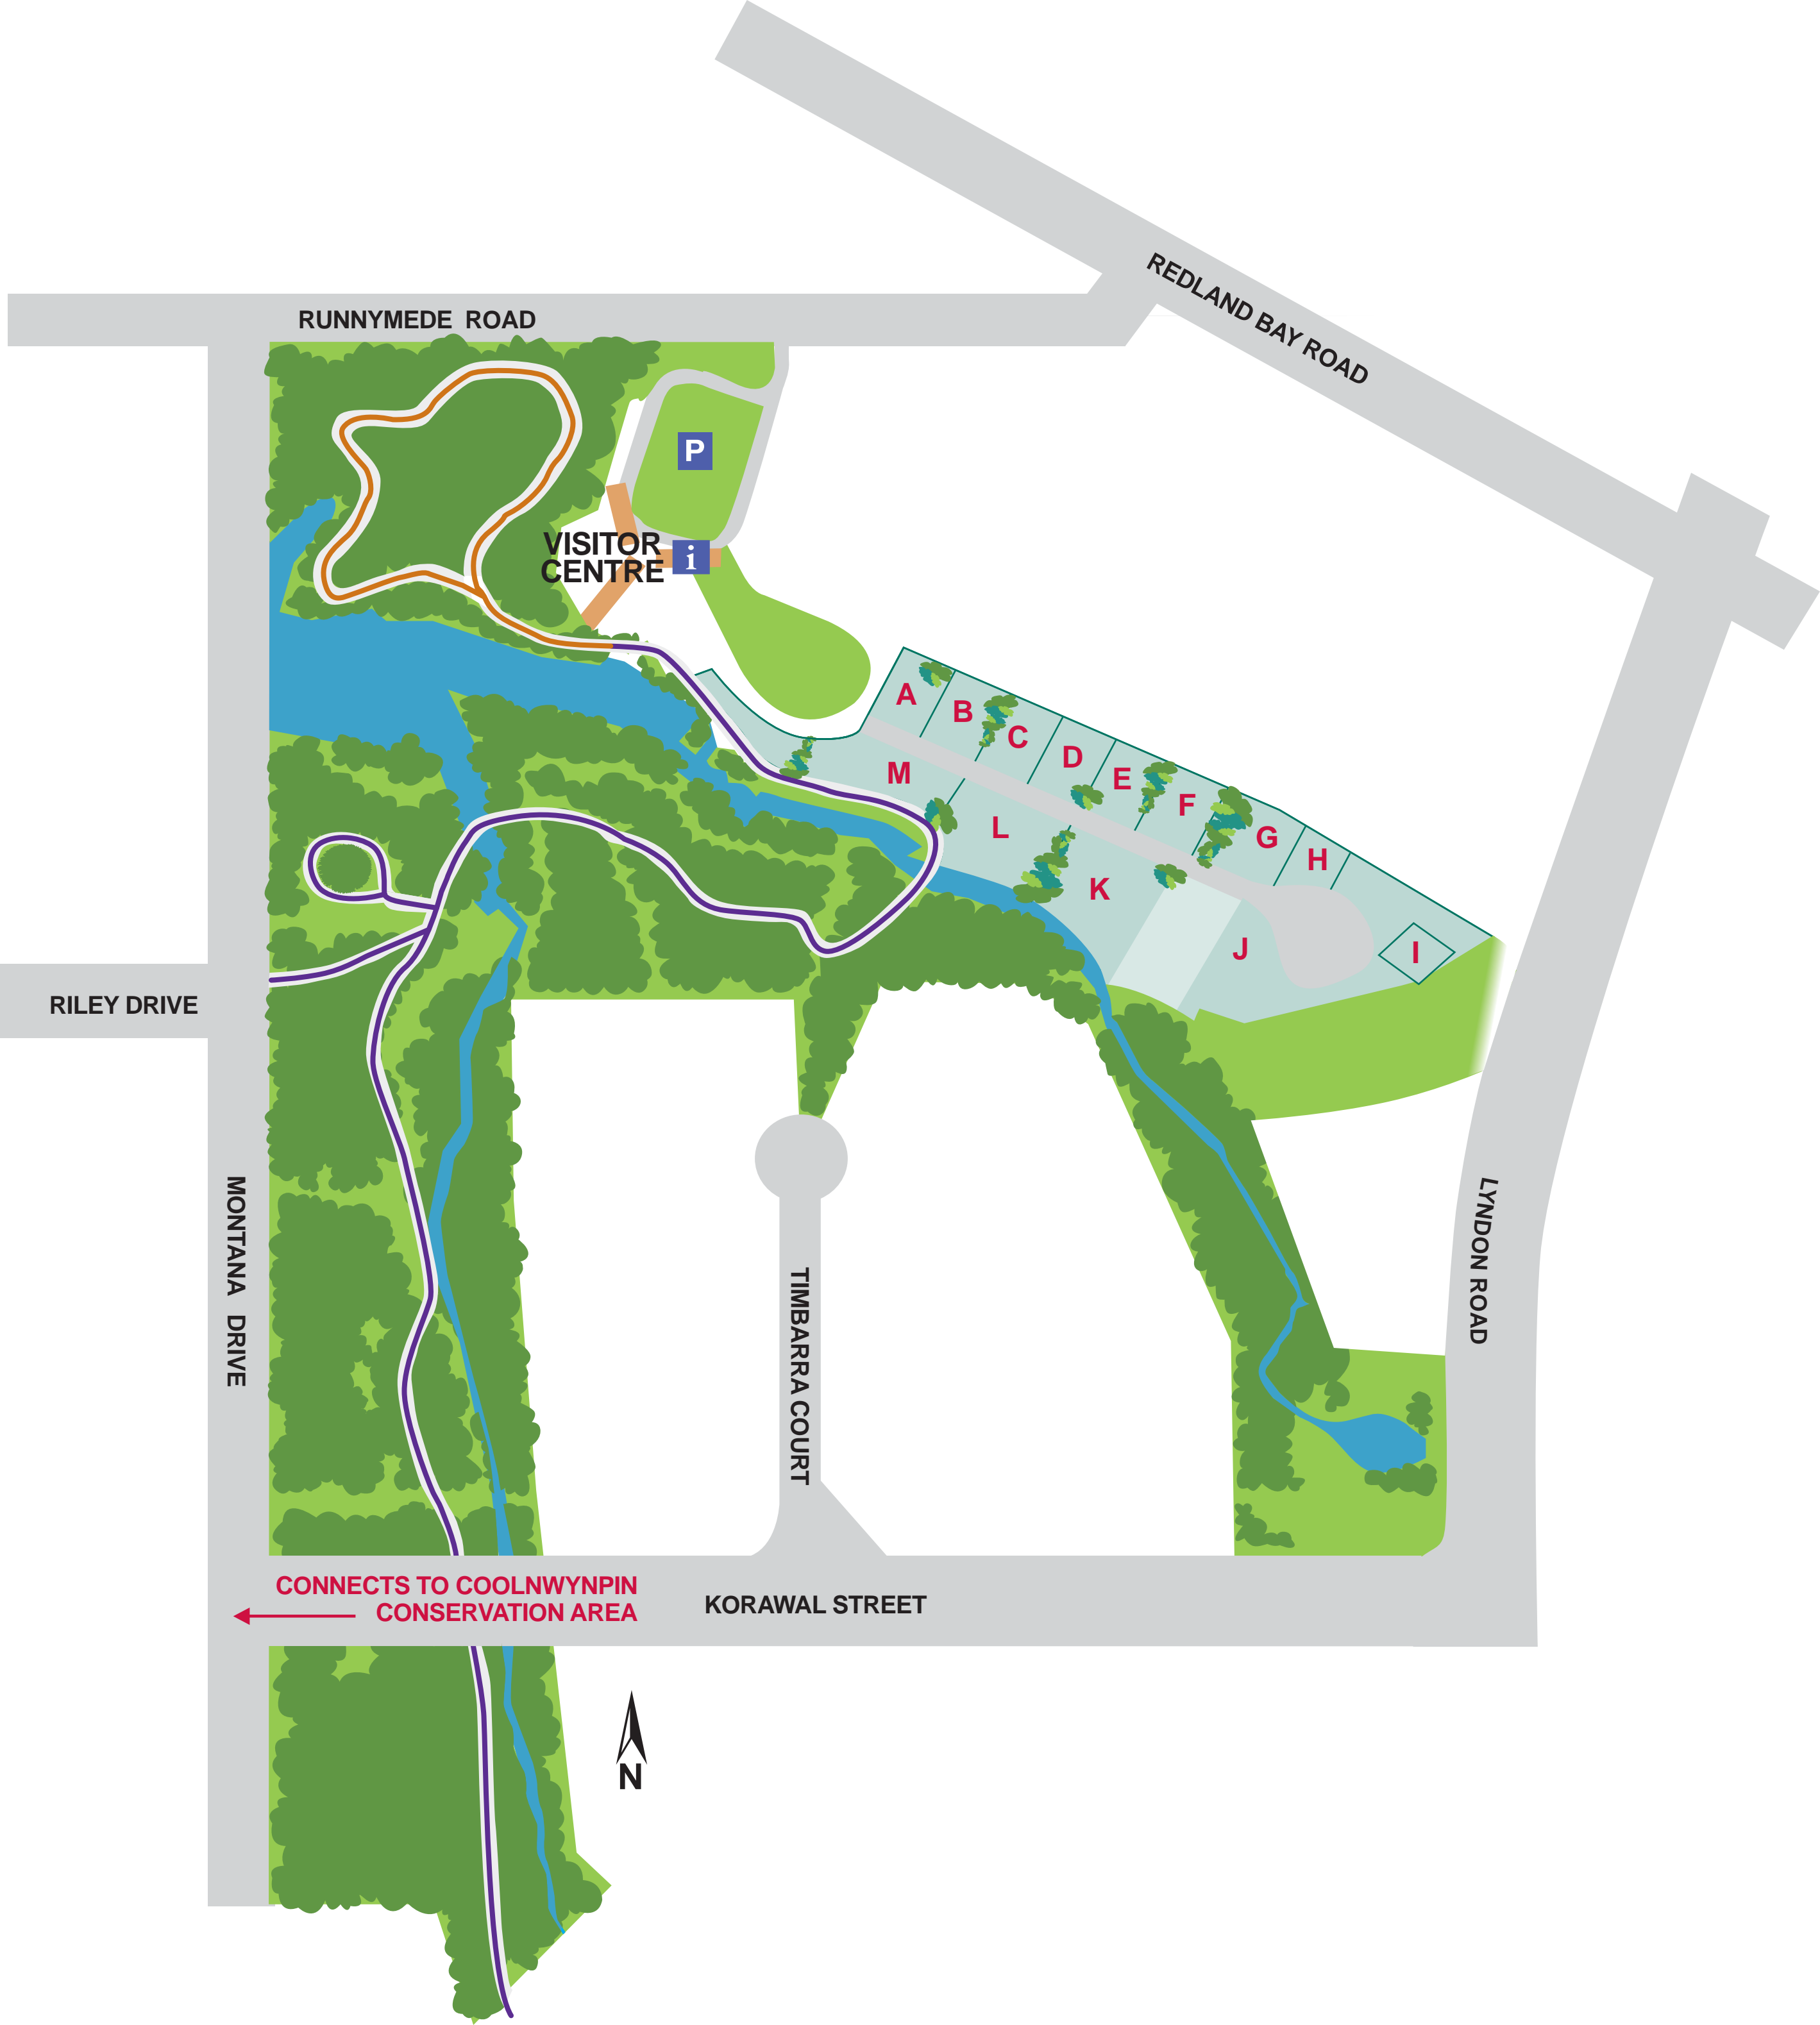 REDLAND BAY ROAD
RUNNYMEDE ROAD
P
VISITOR
CENTRE
i
A
B
C
D
E
F
G
H
I
J
K
L
M
RILEY DRIVE
MONTANA DRIVE
TIMBARRA COURT
LYNDON ROAD
CONNECTS TO COOLNWYNPIN
CONSERVATION AREA
KORAWAL STREET
N